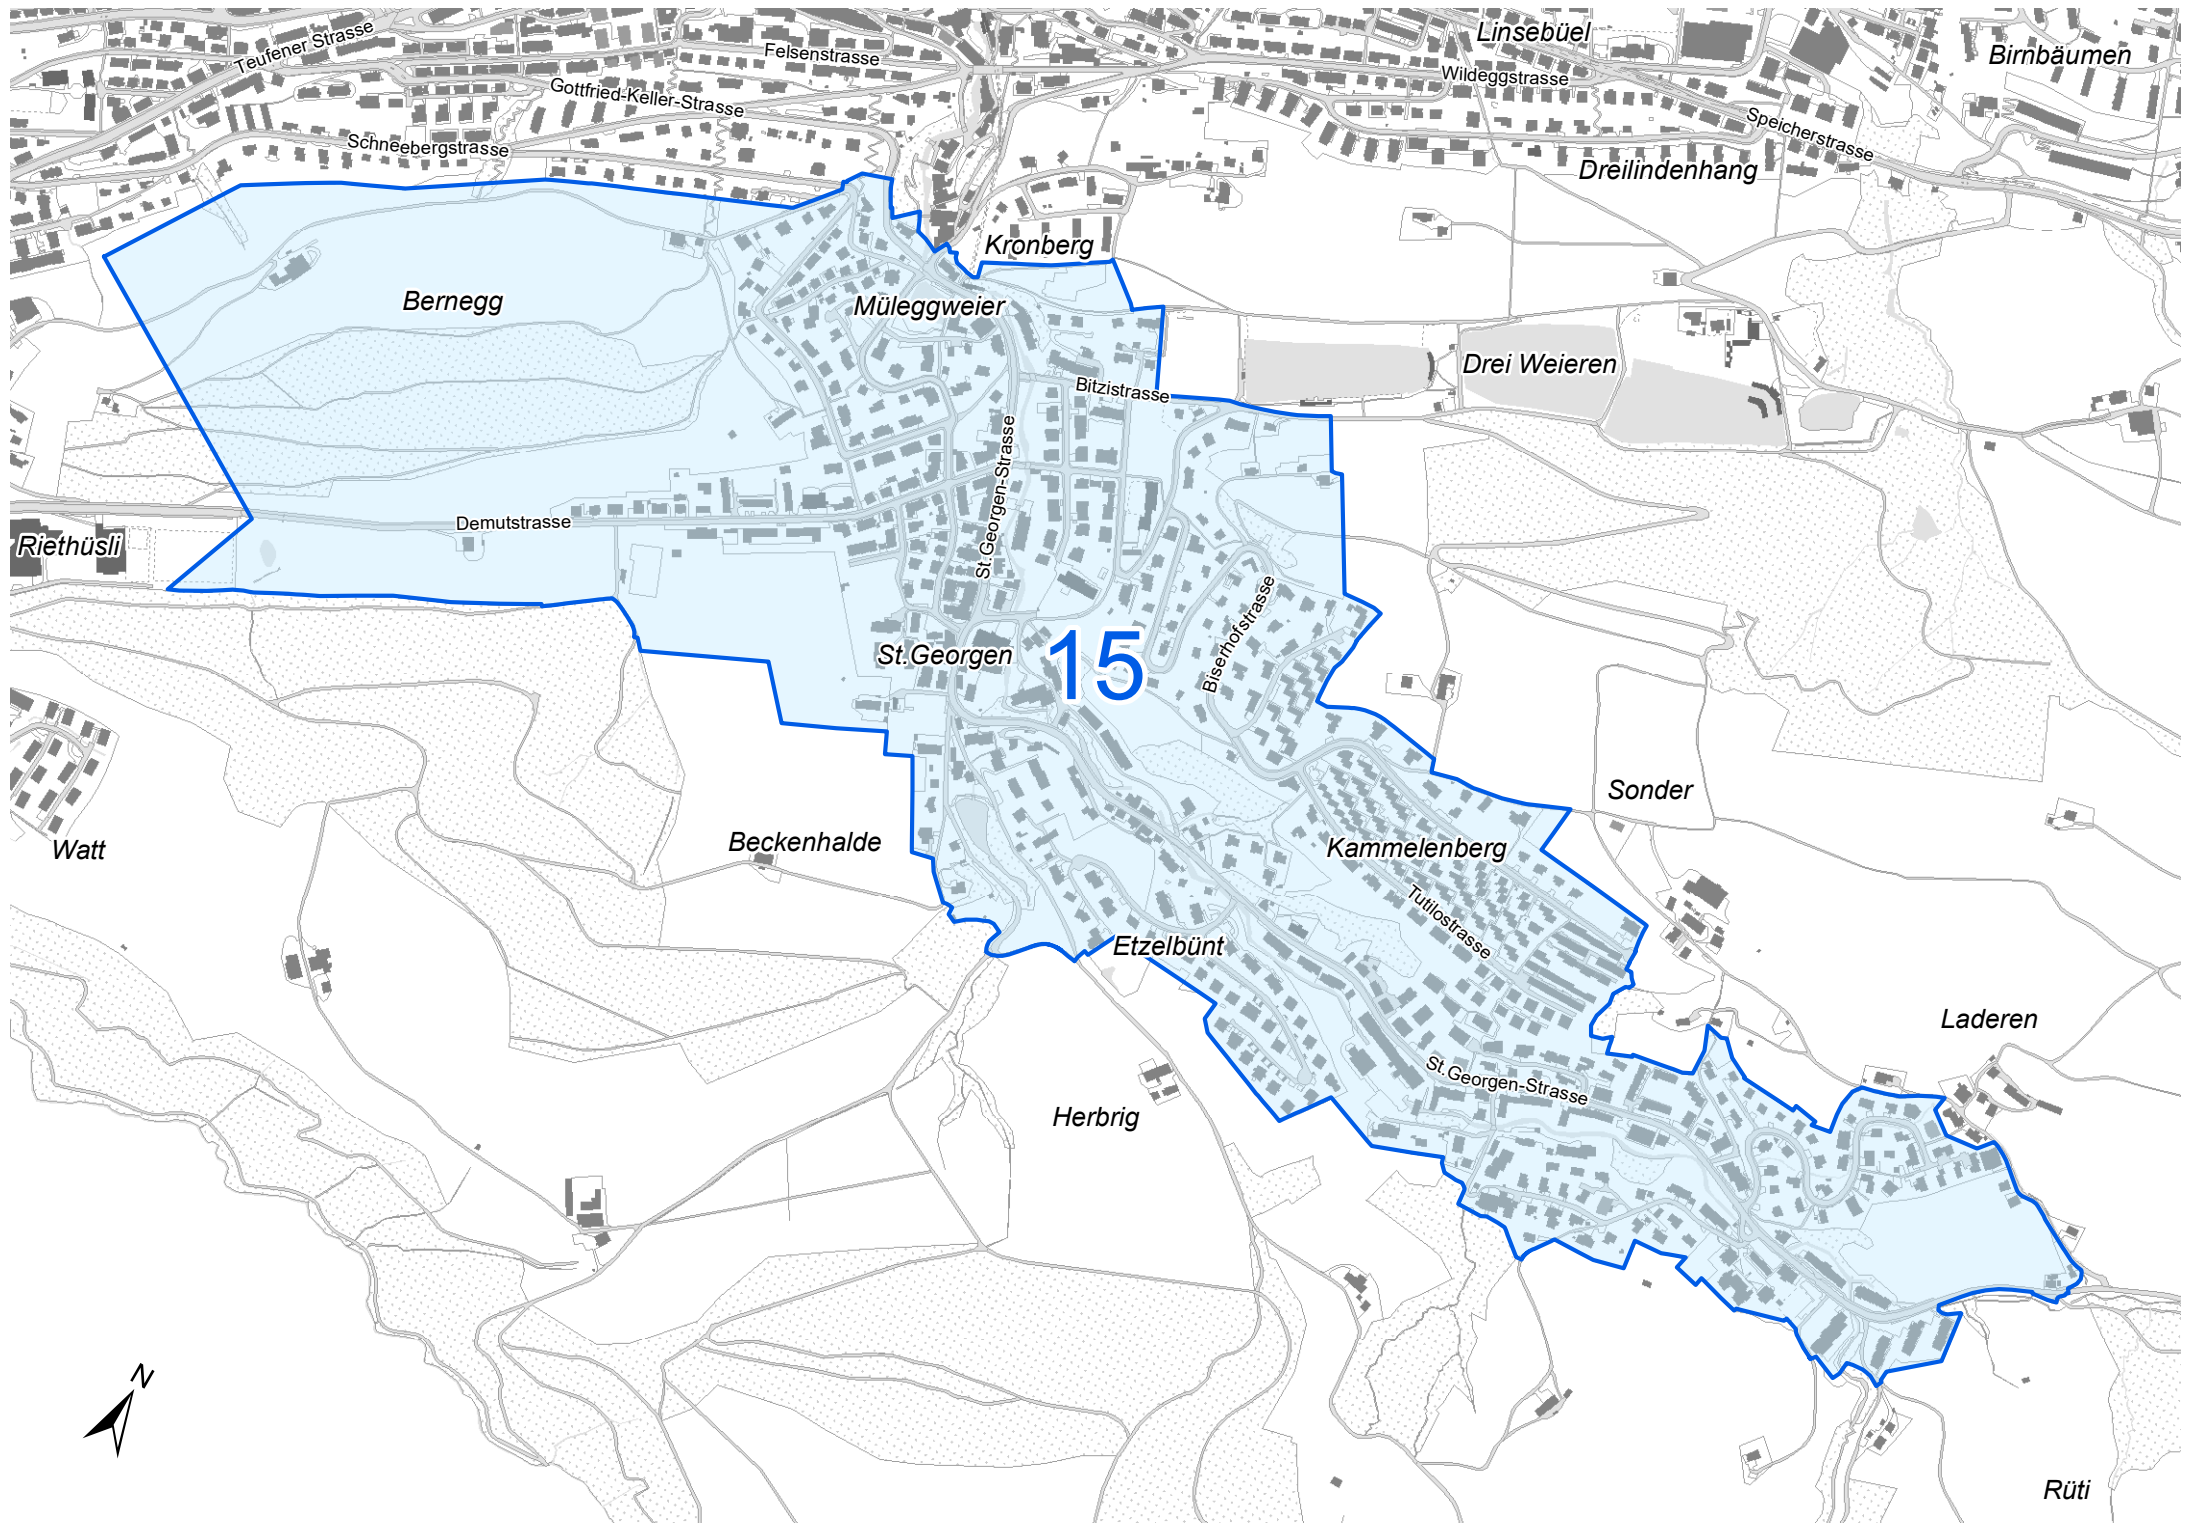 Linsebüel
Teufener Strasse
Felsenstrasse
Birnbäumen
Wildeggstrasse
Gottfried-Keller-Strasse
Speicherstrasse
Schneebergstrasse
Dreilindenhang
Kronberg
Bernegg
Müleggweier
Drei Weieren
Bitzistrasse
St.Georgen-Strasse
Demutstrasse
Riethüsli
Biserhofstrasse
St.Georgen
15
Sonder
Watt
Beckenhalde
Kammelenberg
Tutilostrasse
Etzelbünt
Laderen
St.Georgen-Strasse
Herbrig
N
Rüti